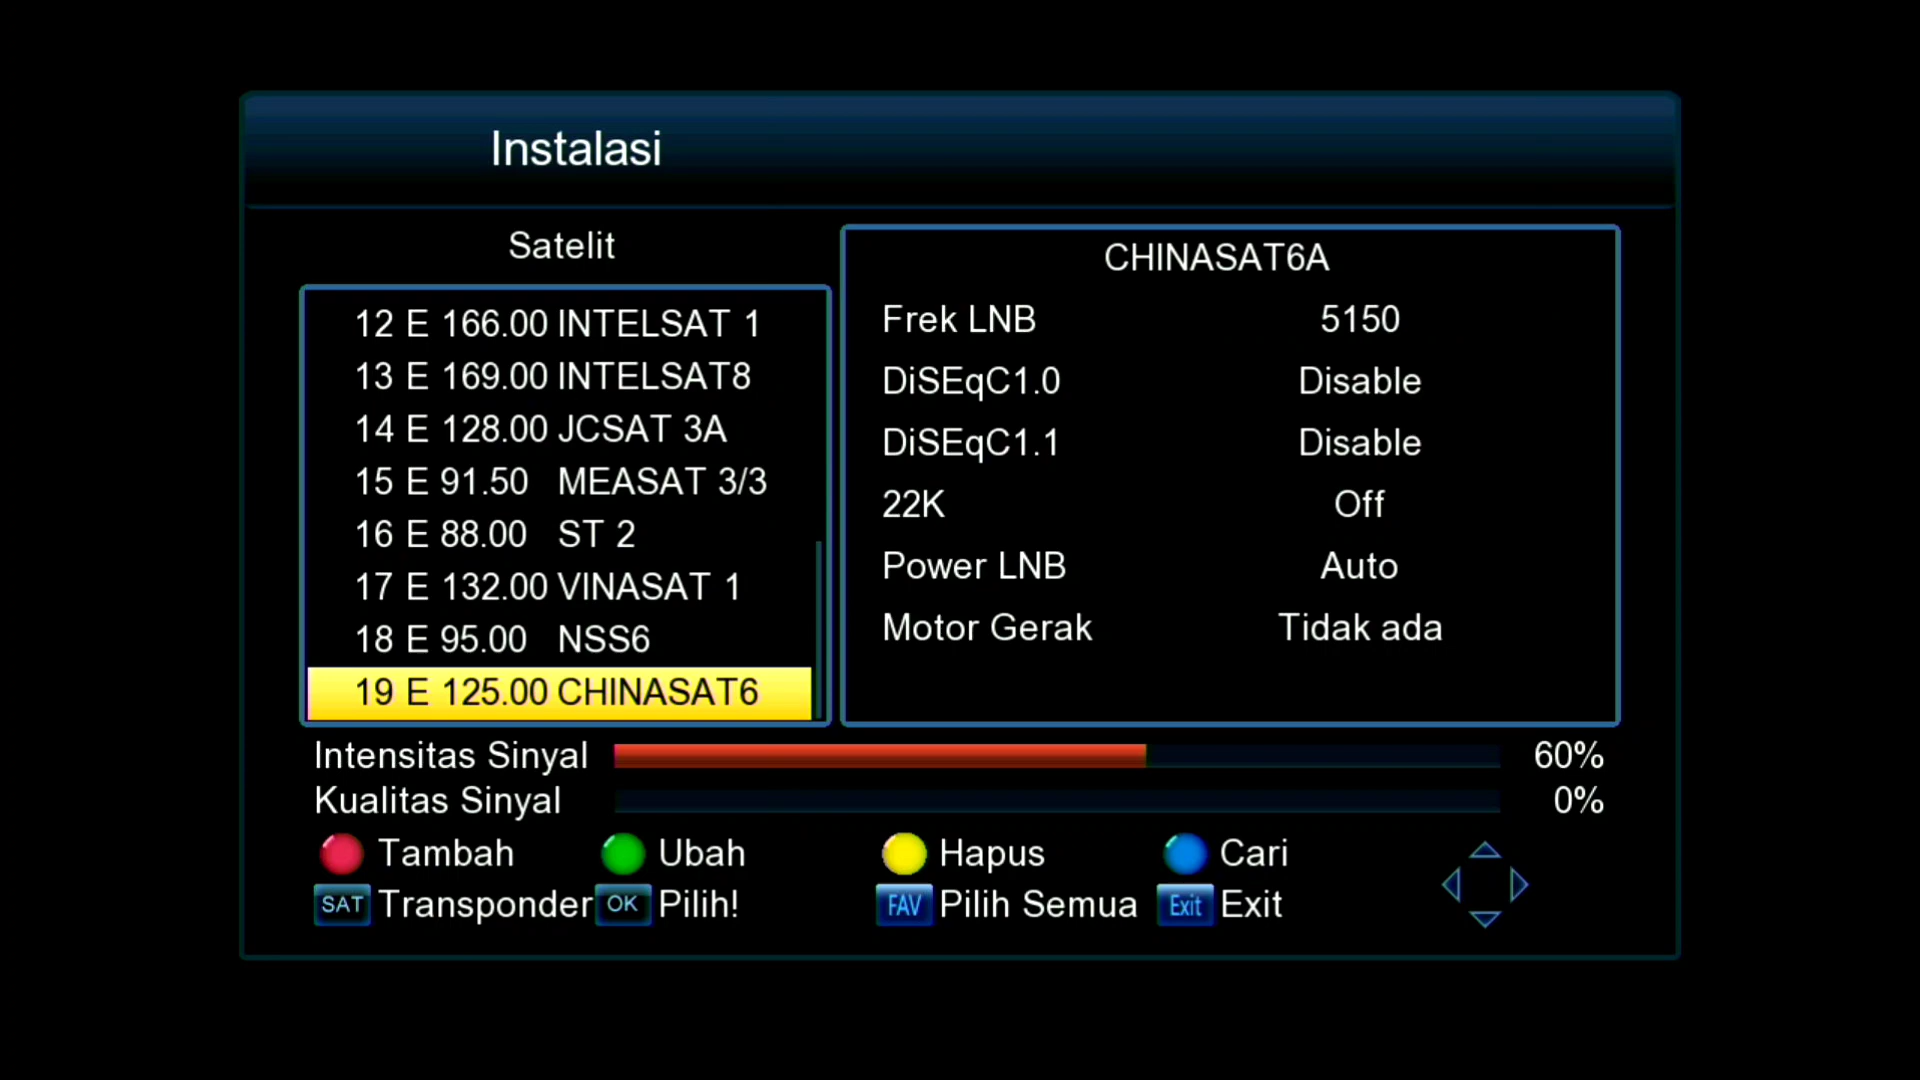 Instalasi
Satelit
12 E 166.00 INTELSAT 1
13 E 169.00 INTELSAT8
14 E 128.00 JCSAT 3A
15 E 91.50 MEASAT 3/3
16 E 88.00 ST 2
17 E 132.00 VINASAT 1
18 E 95.00 NSS6
19 E 125.00 CHINASAT6
CHINASAT6A
Frek LNB 5150
DiSEqC1.0 Disable
DiSEqC1.1 Disable
22K Off
Power LNB Auto
Motor Gerak Tidak ada
Intensitas Sinyal 60%
Kualitas Sinyal 0%
Tambah Ubah Hapus Cari
SAT Transponder OK Pilih! FAV Pilih Semua Exit Exit